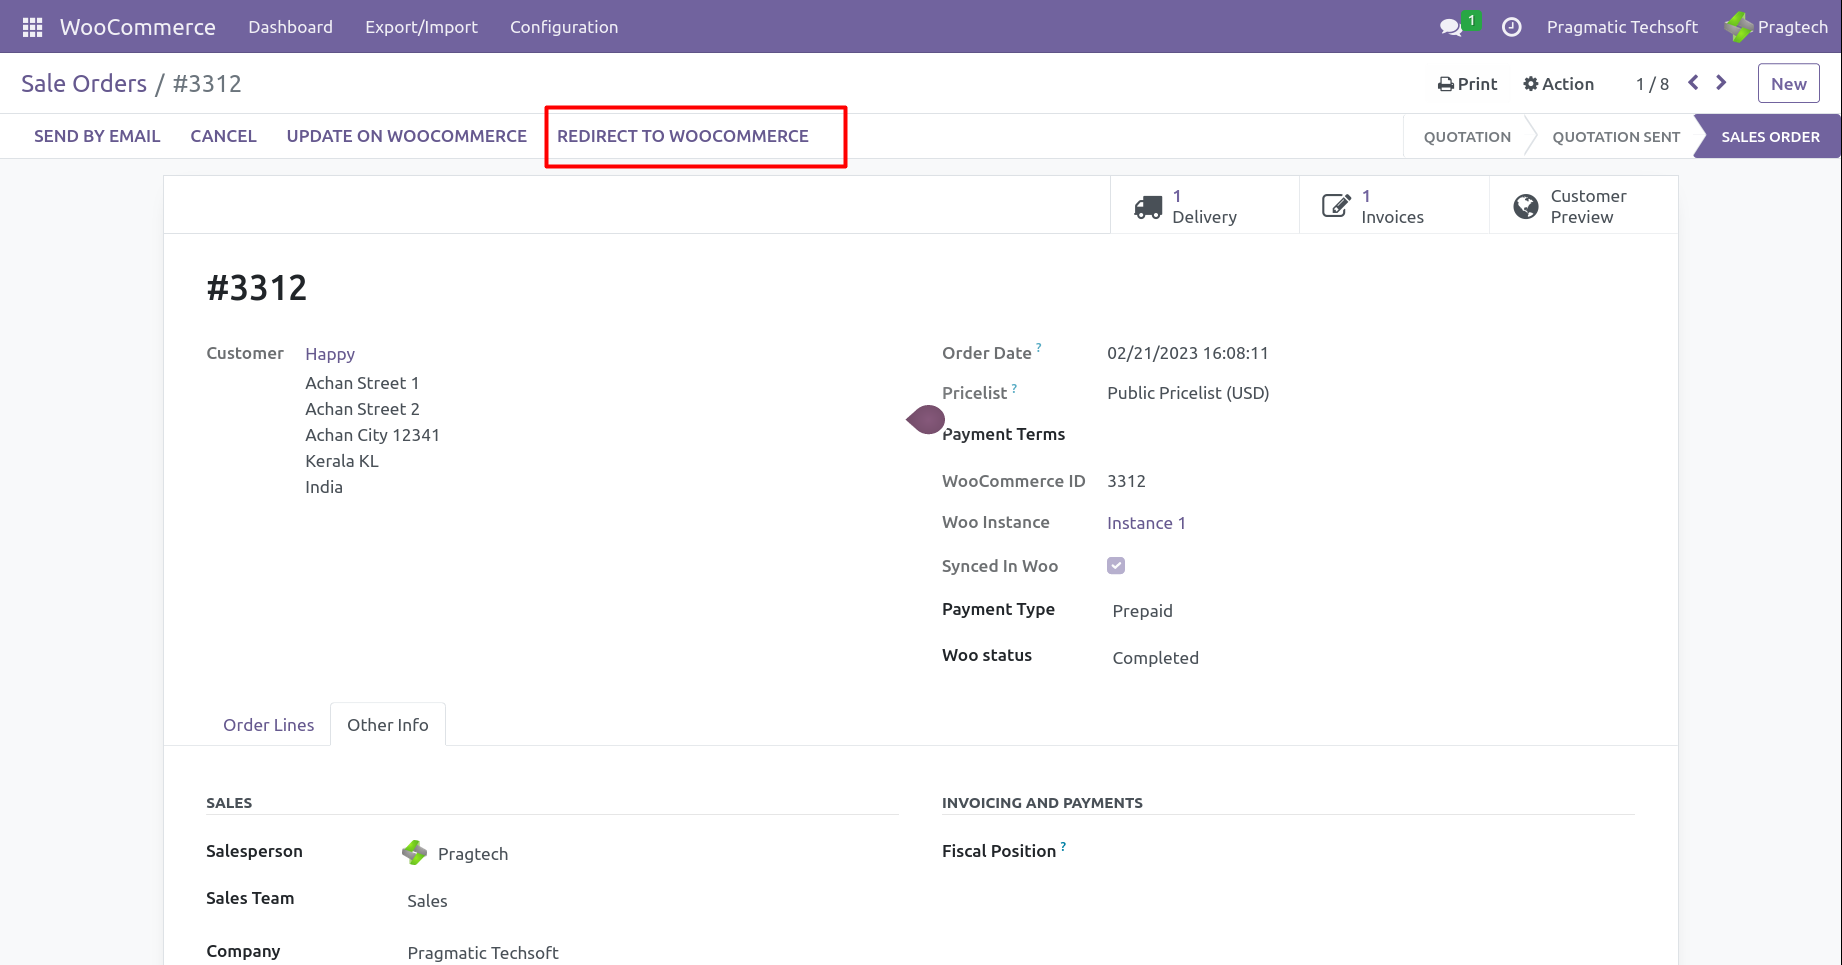 WooCommerce Dashboard Export/Import Configuration 1 Pragmatic Techsoft Pragtech
Sale Orders / #3312 Print Action 1 / 8 New
SEND BY EMAIL CANCEL UPDATE ON WOOCOMMERCE REDIRECT TO WOOCOMMERCE QUOTATION QUOTATION SENT SALES ORDER
1
Delivery
1
Invoices
Customer
Preview
#3312
Customer Happy
Achan Street 1
Achan Street 2
Achan City 12341
Kerala KL
India
Order Date ? 02/21/2023 16:08:11
Pricelist ? Public Pricelist (USD)
Payment Terms
WooCommerce ID 3312
Woo Instance Instance 1
Synced In Woo
Payment Type Prepaid
Woo status Completed
Order Lines Other Info
SALES
Salesperson Pragtech
Sales Team Sales
Company Pragmatic Techsoft
INVOICING AND PAYMENTS
Fiscal Position ?